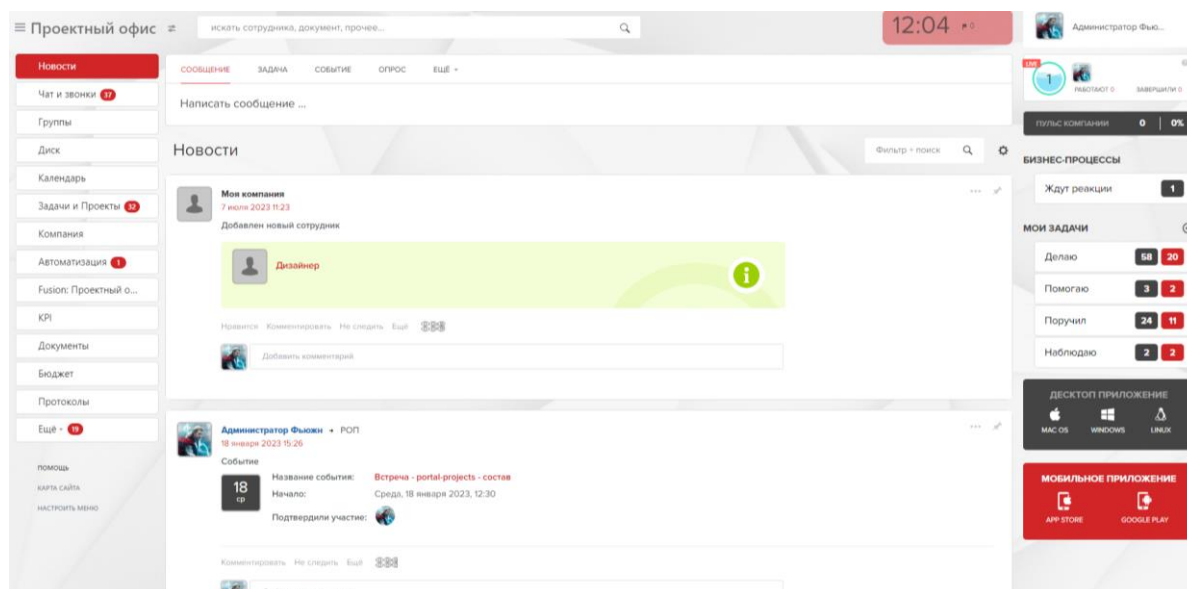 Проектный офис
искать сотрудника, документ, прочее...
12:04
0
Администратор Фью...
Новости
Чат и звонки 37
Группы
Диск
Календарь
Задачи и Проекты 32
Компания
Автоматизация 1
Fusion: Проектный о...
KPI
Документы
Бюджет
Протоколы
Ещё 19
ПОМОЩЬ
КАРТА САЙТА
НАСТРОИТЬ МЕНЮ
СООБЩЕНИЕ ЗАДАЧА СОБЫТИЕ ОПРОС ЕЩЁ
Написать сообщение ...
Новости
Фильтр + поиск
Моя компания
7 июля 2023 11:23
Добавлен новый сотрудник
Дизайнер
Нравится Комментировать Не следить Ещё
Добавить комментарий
Администратор Фьюжн РОП
18 января 2023 15:26
Событие
18
ср
Название события: Встреча - portal-projects - состав
Начало: Среда, 18 января 2023, 12:30
Подтвердили участие:
Комментировать Не следить Ещё
LIVE
1
РАБОТАЮТ 0 ЗАВЕРШИЛИ 0
ПУЛЬС КОМПАНИИ 0 0%
БИЗНЕС-ПРОЦЕССЫ
Ждут реакции 1
МОИ ЗАДАЧИ
Делаю 58 20
Помогаю 3 2
Поручил 24 11
Наблюдаю 2 2
ДЕСКТОП ПРИЛОЖЕНИЕ
MAC OS WINDOWS LINUX
МОБИЛЬНОЕ ПРИЛОЖЕНИЕ
APP STORE GOOGLE PLAY